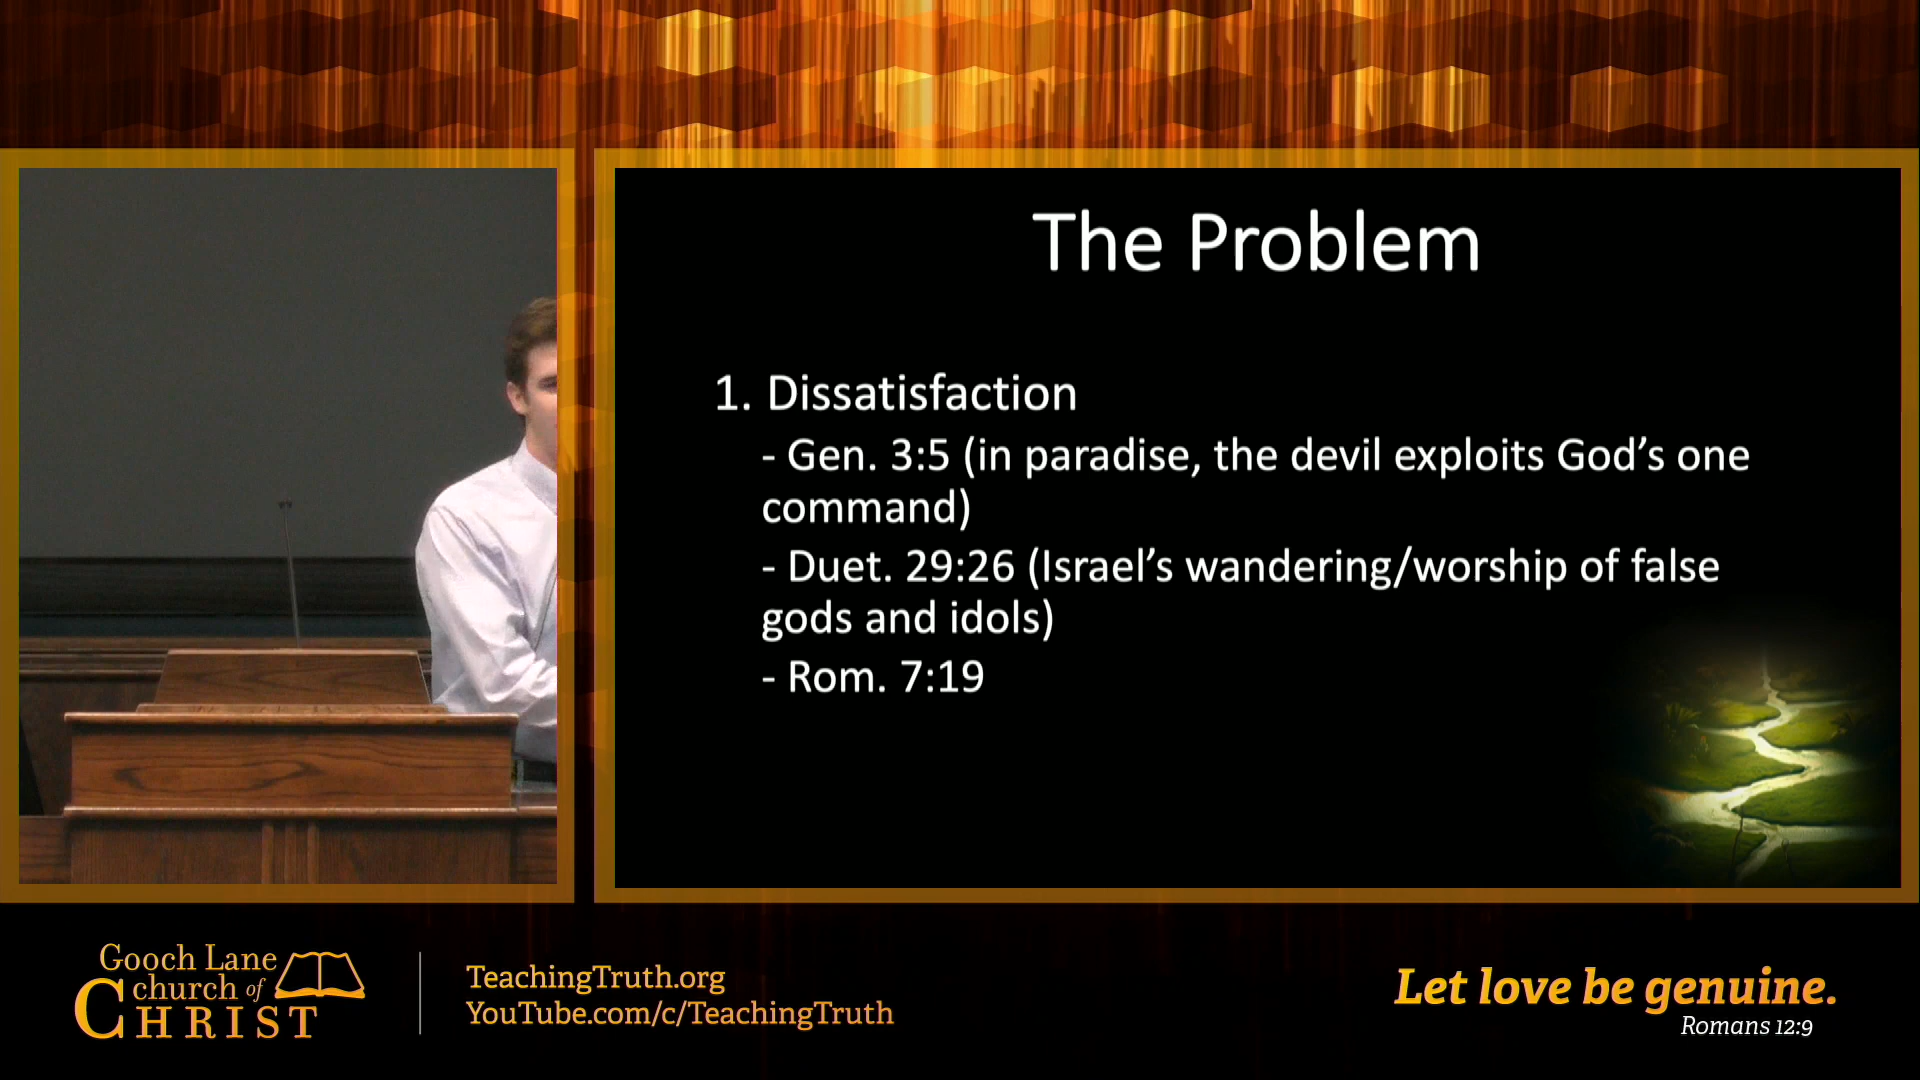 The Problem
1. Dissatisfaction
- Gen. 3:5 (in paradise, the devil exploits God’s one
command)
- Duet. 29:26 (Israel’s wandering/worship of false
gods and idols)
- Rom. 7:19
Gooch Lane
church of
CHRIST
TeachingTruth.org
YouTube.com/c/TeachingTruth
Let love be genuine.
Romans 12:9